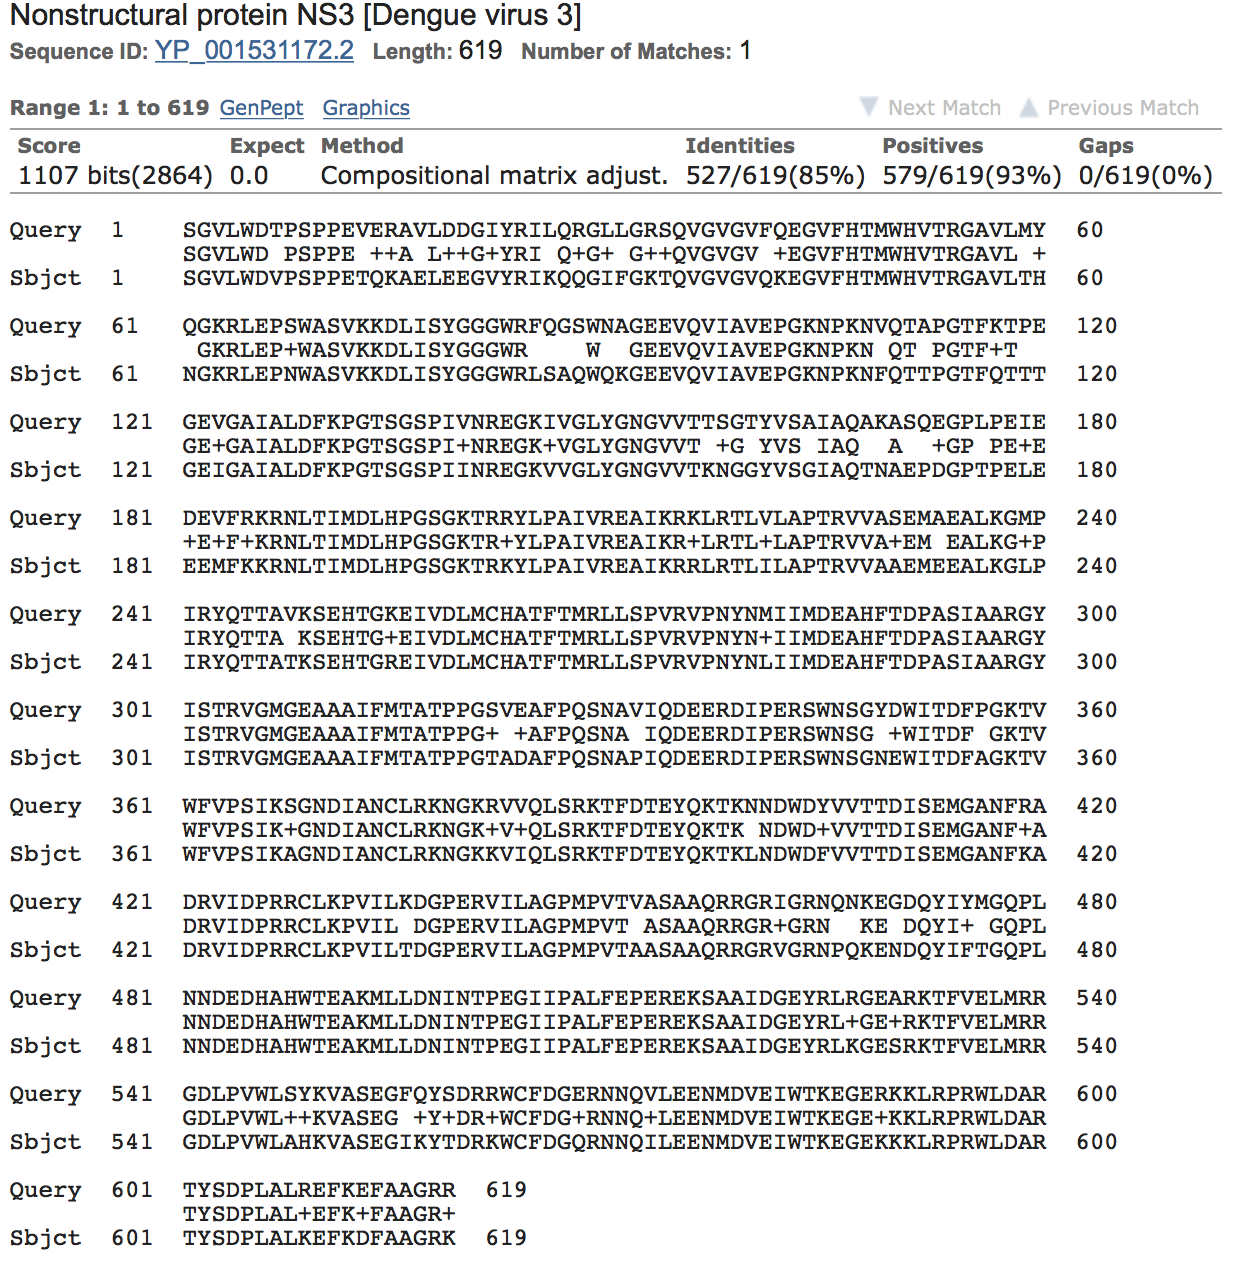 Nonstructural protein NS3 [Dengue virus 3]
Sequence ID: YP_001531172.2 Length: 619 Number of Matches: 1
Range 1: 1 to 619 GenPept Graphics Next Match Previous Match
Score Expect Method Identities Positives Gaps
1107 bits(2864) 0.0 Compositional matrix adjust. 527/619(85%) 579/619(93%) 0/619(0%)
Query 1 SGVLWDTPSPPEVERAVLDDGIYRILQRGLLGRSQVGVGVFQEGVFHTMWHVTRGAVLMY 60
SGVLWD PSPPE ++A L++G+YRI Q+G+ G++QVGVGV +EGVFHTMWHVTRGAVL +
Sbjct 1 SGVLWDVPSPPETQKAELEEGVYRIKQQGIFGKTQVGVGVQKEGVFHTMWHVTRGAVLTH 60
Query 61 QGKRLEPSWASVKKDLISYGGGWRFQGSWNAGEEVQVIAVEPGKNPKNVQTAPGTFKTPE 120
GKRLEP+WASVKKDLISYGGGWR W GEEVQVIAVEPGKNPKN QT PGTF+T
Sbjct 61 NGKRLEPNWASVKKDLISYGGGWRLSAQWQKGEEVQVIAVEPGKNPKNFQTTPGTFQTTT 120
Query 121 GEVGAIALDFKPGTSGSPIVNREGKIVGLYGNGVVTTSGTYVSAIAQAKASQEGPLPEIE 180
GE+GAIALDFKPGTSGSPI+NREGK+VGLYGNGVVT +G YVS IAQ A +GP PE+E
Sbjct 121 GEIGAIALDFKPGTSGSPIINREGKVVGLYGNGVVTKNGGYVSGIAQTNAEPDGPTPELE 180
Query 181 DEVFRKRNLTIMDLHPGSGKTRRYLPAIVREAIKRKLRTLVLAPTRVVASEMAEALKGMP 240
+E+F+KRNLTIMDLHPGSGKTR+YLPAIVREAIKR+LRTL+LAPTRVVA+EM EALKG+P
Sbjct 181 EEMFKKRNLTIMDLHPGSGKTRKYLPAIVREAIKRRLRTLILAPTRVVAAEMEEALKGLP 240
Query 241 IRYQTTAVKSEHTGKEIVDLMCHATFTMRLLSPVRVPNYNMIIMDEAHFTDPASIAARGY 300
IRYQTTA KSEHTG+EIVDLMCHATFTMRLLSPVRVPNYN+IIMDEAHFTDPASIAARGY
Sbjct 241 IRYQTTATKSEHTGREIVDLMCHATFTMRLLSPVRVPNYNLIIMDEAHFTDPASIAARGY 300
Query 301 ISTRVGMGEAAAIFMTATPPGSVEAFPQSNAVIQDEERDIPERSWNSGYDWITDFPGKTV 360
ISTRVGMGEAAAIFMTATPPG+ +AFPQSNA IQDEERDIPERSWNSG +WITDF GKTV
Sbjct 301 ISTRVGMGEAAAIFMTATPPGTADAFPQSNAPIQDEERDIPERSWNSGNEWITDFAGKTV 360
Query 361 WFVPSIKSGNDIANCLRKNGKRVVQLSRKTFDTEYQKTKNNDWDYVVTTDISEMGANFRA 420
WFVPSIK+GNDIANCLRKNGK+V+QLSRKTFDTEYQKTK NDWD+VVTTDISEMGANF+A
Sbjct 361 WFVPSIKAGNDIANCLRKNGKKVIQLSRKTFDTEYQKTKLNDWDFVVTTDISEMGANFKA 420
Query 421 DRVIDPRRCLKPVILKDGPERVILAGPMPVTVASAAQRRGRIGRNQNKEGDQYIYMGQPL 480
DRVIDPRRCLKPVIL DGPERVILAGPMPVT ASAAQRRGR+GRN KE DQYI+ GQPL
Sbjct 421 DRVIDPRRCLKPVILTDGPERVILAGPMPVTAASAAQRRGRVGRNPQKENDQYIFTGQPL 480
Query 481 NNDEDHAHWTEAKMLLDNINTPEGIIPALFEPEREKSAAIDGEYRLRGEARKTFVELMRR 540
NNDEDHAHWTEAKMLLDNINTPEGIIPALFEPEREKSAAIDGEYRL+GE+RKTFVELMRR
Sbjct 481 NNDEDHAHWTEAKMLLDNINTPEGIIPALFEPEREKSAAIDGEYRLKGESRKTFVELMRR 540
Query 541 GDLPVWLSYKVASEGFQYSDRRWCFDGERNNQVLEENMDVEIWTKEGERKKLRPRWLDAR 600
GDLPVWL++KVASEG +Y+DR+WCFDG+RNNQ+LEENMDVEIWTKEGE+KKLRPRWLDAR
Sbjct 541 GDLPVWLAHKVASEGIKYTDRKWCFDGQRNNQILEENMDVEIWTKEGEKKKLRPRWLDAR 600
Query 601 TYSDPLALREFKEFAAGRR 619
TYSDPLAL+EFK+FAAGR+
Sbjct 601 TYSDPLALKEFKDFAAGRK 619